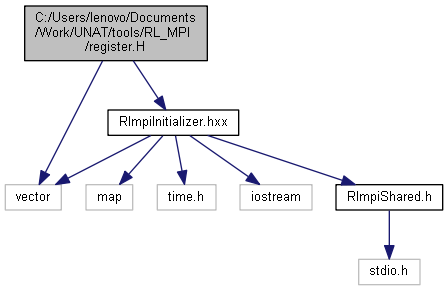 C:/Users/lenovo/Documents
/Work/UNAT/tools/RL_MPI
/register.H
RlmpiInitializer.hxx
vector
map
time.h
iostream
RlmpiShared.h
stdio.h